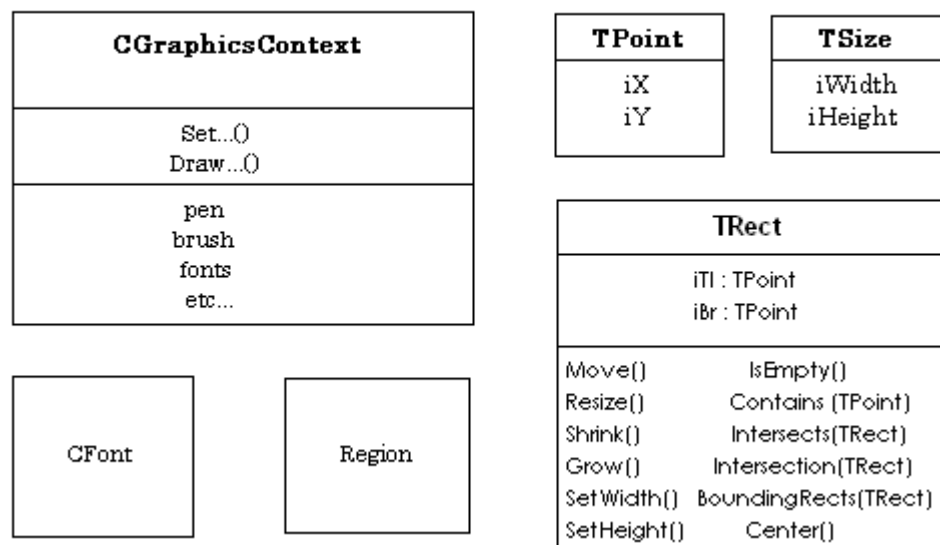 CGraphicsContext
Set...()
Draw...()
pen
brush
fonts
etc...
TPoint
iX
iY
TSize
iWidth
iHeight
TRect
iTl : TPoint
iBr : TPoint
Move() IsEmpty()
Resize() Contains (TPoint)
Shrink() Intersects(TRect)
Grow() Intersection(TRect)
SetWidth() BoundingRects(TRect)
SetHeight() Center()
CFont
Region